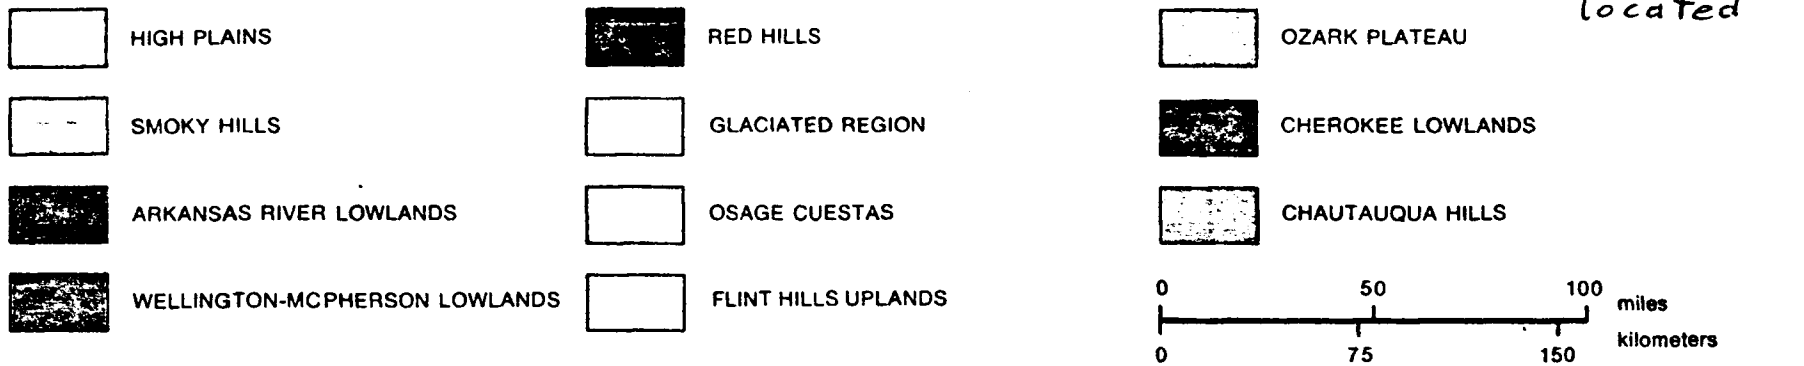 located
HIGH PLAINS
SMOKY HILLS
ARKANSAS RIVER LOWLANDS
WELLINGTON-MCPHERSON LOWLANDS
RED HILLS
GLACIATED REGION
OSAGE CUESTAS
FLINT HILLS UPLANDS
OZARK PLATEAU
CHEROKEE LOWLANDS
CHAUTAUQUA HILLS
0 50 100 miles
kilometers
0 75 150